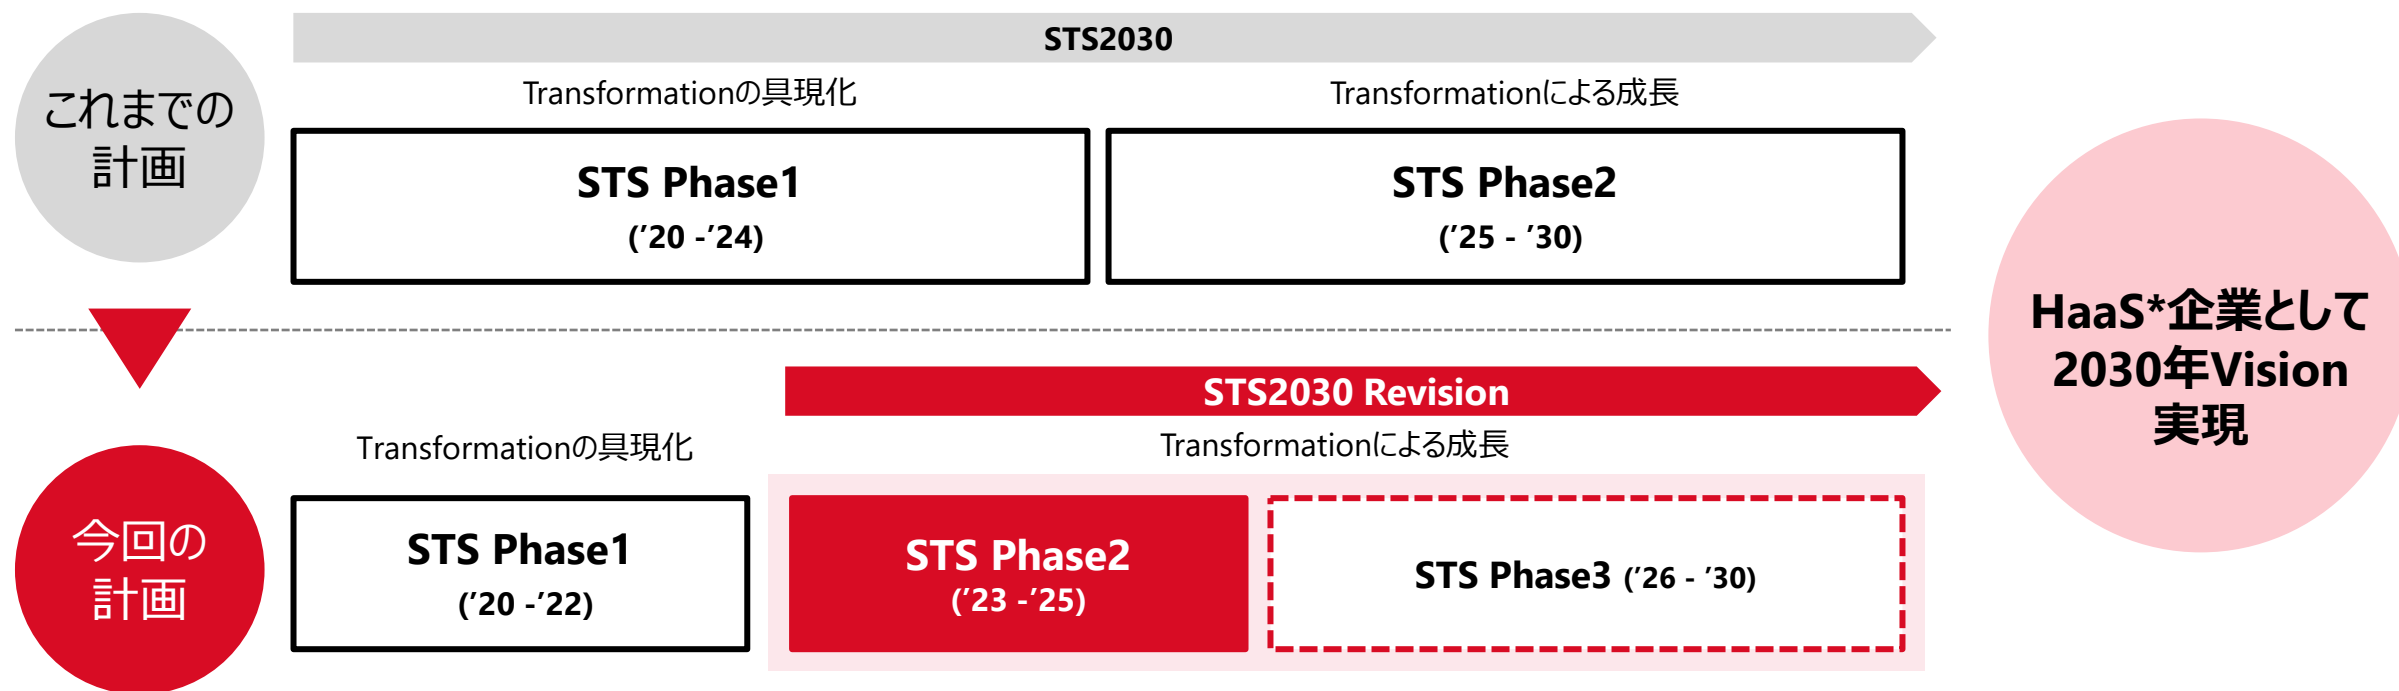 これまでの
計画
STS2030
Transformationの具現化
Transformationによる成長
STS Phase1
(’20 -’24)
STS Phase2
(’25 - ’30)
HaaS*企業として
2030年Vision
実現
今回の
計画
STS2030 Revision
Transformationの具現化
Transformationによる成長
STS Phase1
(’20 -’22)
STS Phase2
(’23 -’25)
STS Phase3 (’26 - ’30)